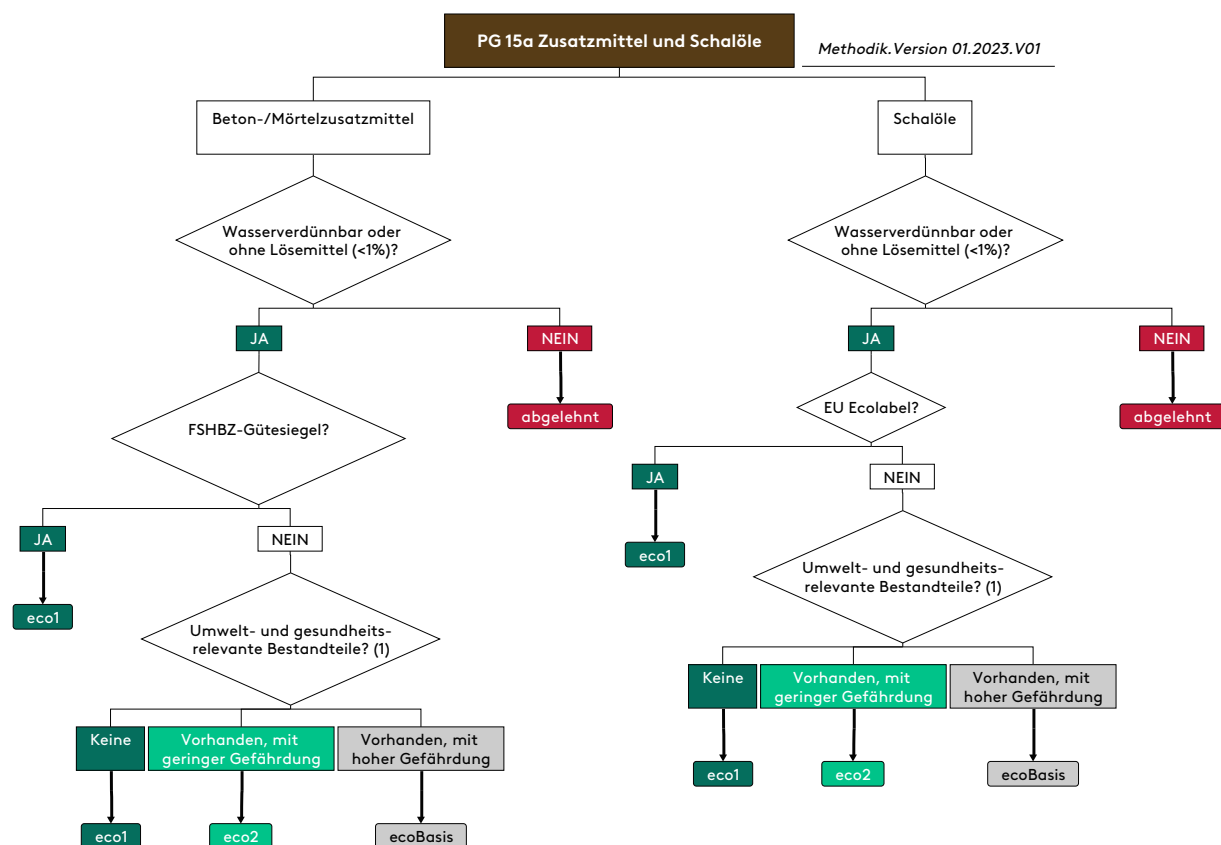 PG 15a Zusatzmittel und Schalöle
Methodik.Version 01.2023.V01
Beton-/Mörtelzusatzmittel
Schalöle
Wasserverdünnbar oder
ohne Lösemittel (<1%)?
Wasserverdünnbar oder
ohne Lösemittel (<1%)?
JA
NEIN
JA
NEIN
abgelehnt
EU Ecolabel?
abgelehnt
FSHBZ-Gütesiegel?
JA
NEIN
JA
NEIN
eco1
eco1
Umwelt- und gesundheits-
relevante Bestandteile? (1)
Umwelt- und gesundheits-
relevante Bestandteile? (1)
Keine
Vorhanden, mit
geringer Gefährdung
Vorhanden, mit
hoher Gefährdung
Keine
Vorhanden, mit
geringer Gefährdung
Vorhanden, mit
hoher Gefährdung
eco1
eco2
ecoBasis
eco1
eco2
ecoBasis